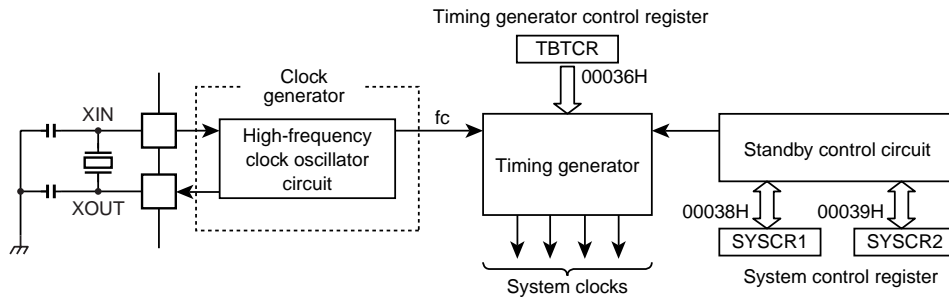 Timing generator control register
TBTCR
00036H
Clock
generator
XIN
High-frequency
clock oscillator
circuit
fc
Timing generator
Standby control circuit
XOUT
00038H
00039H
SYSCR1
SYSCR2
System clocks
System control register